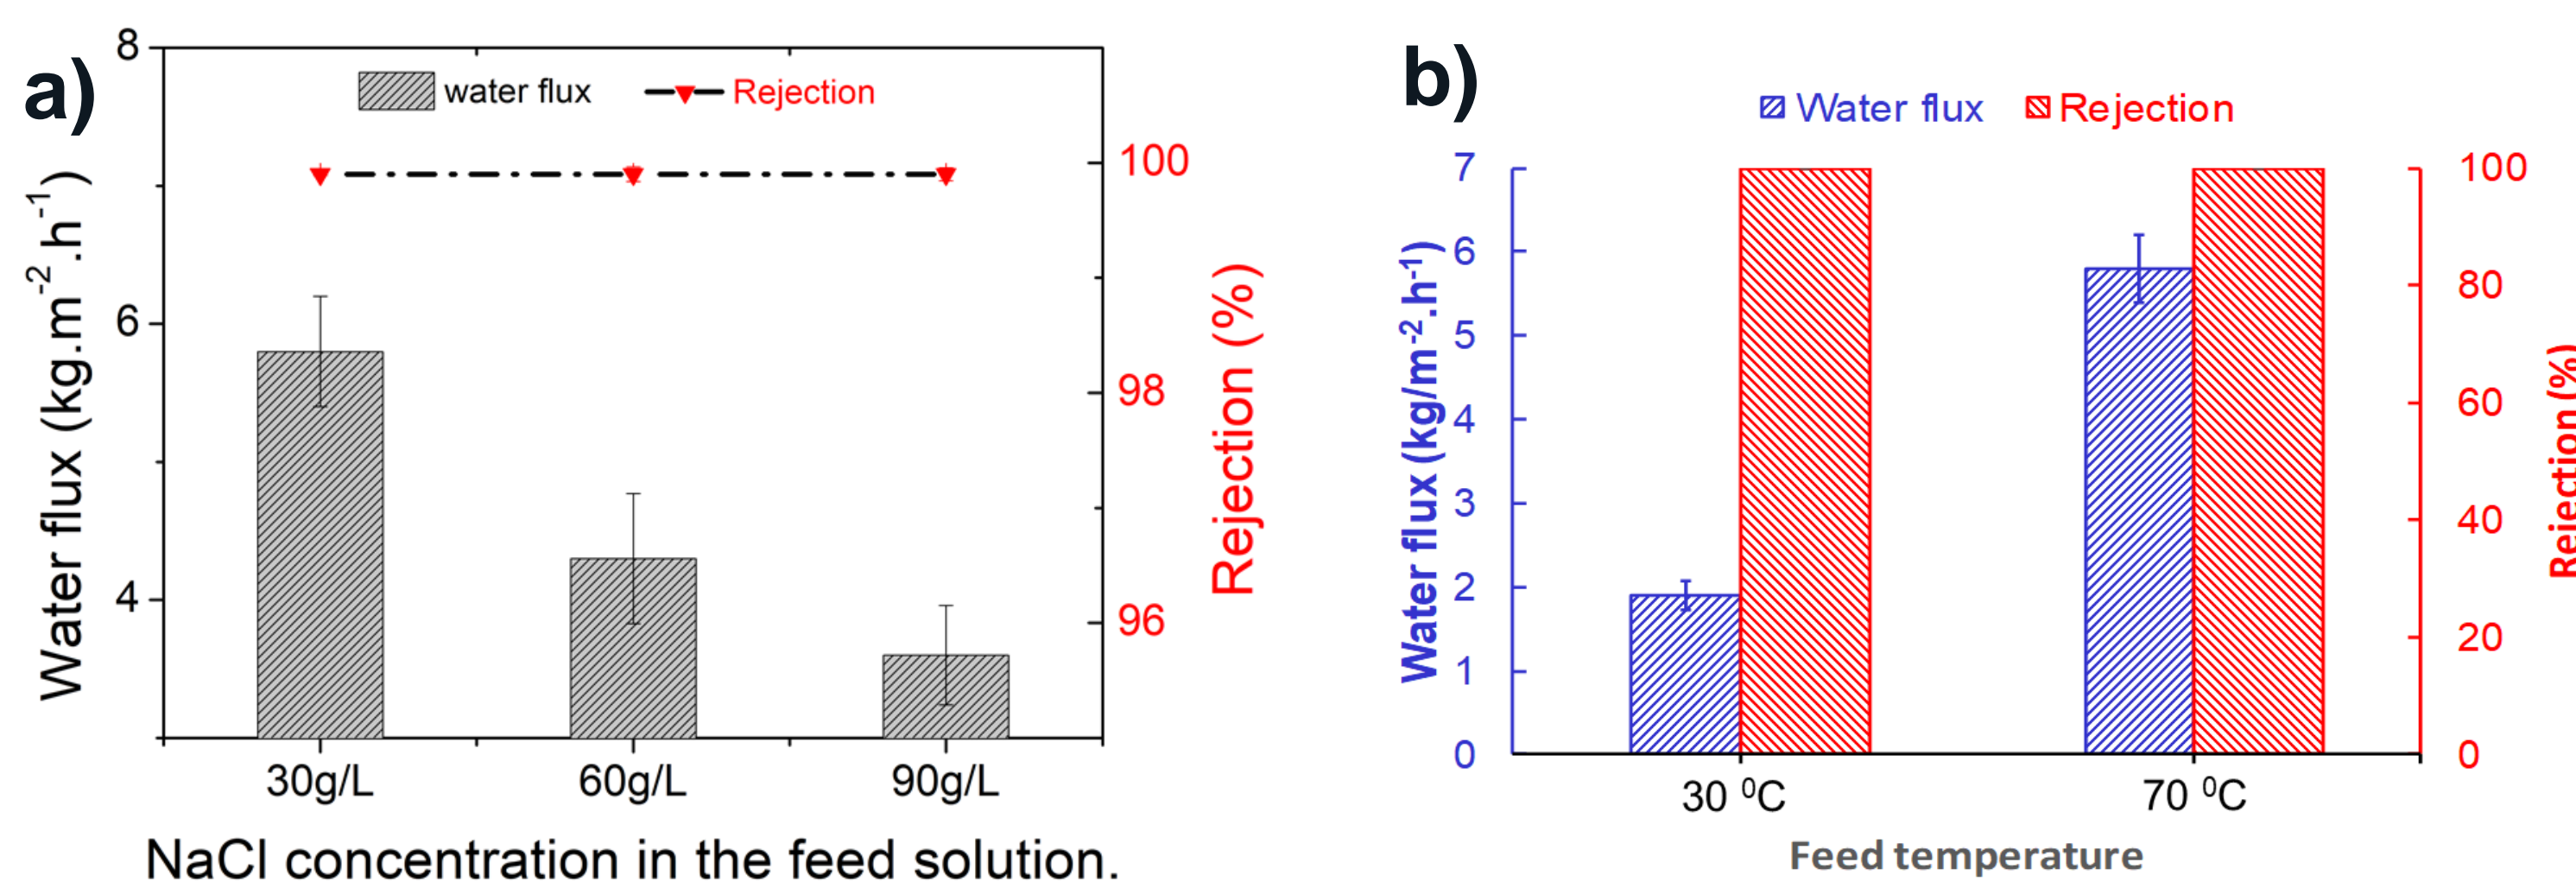 a)
water flux
Rejection
8
6
4
Water flux (kg.m-2.h-1)
100
98
96
Rejection (%)
30g/L
60g/L
90g/L
NaCl concentration in the feed solution.
b)
Water flux
Rejection
7
6
5
4
3
2
1
0
Water flux (kg/m-2.h-1)
100
80
60
40
20
0
Rejection (%)
30 0C
70 0C
Feed temperature